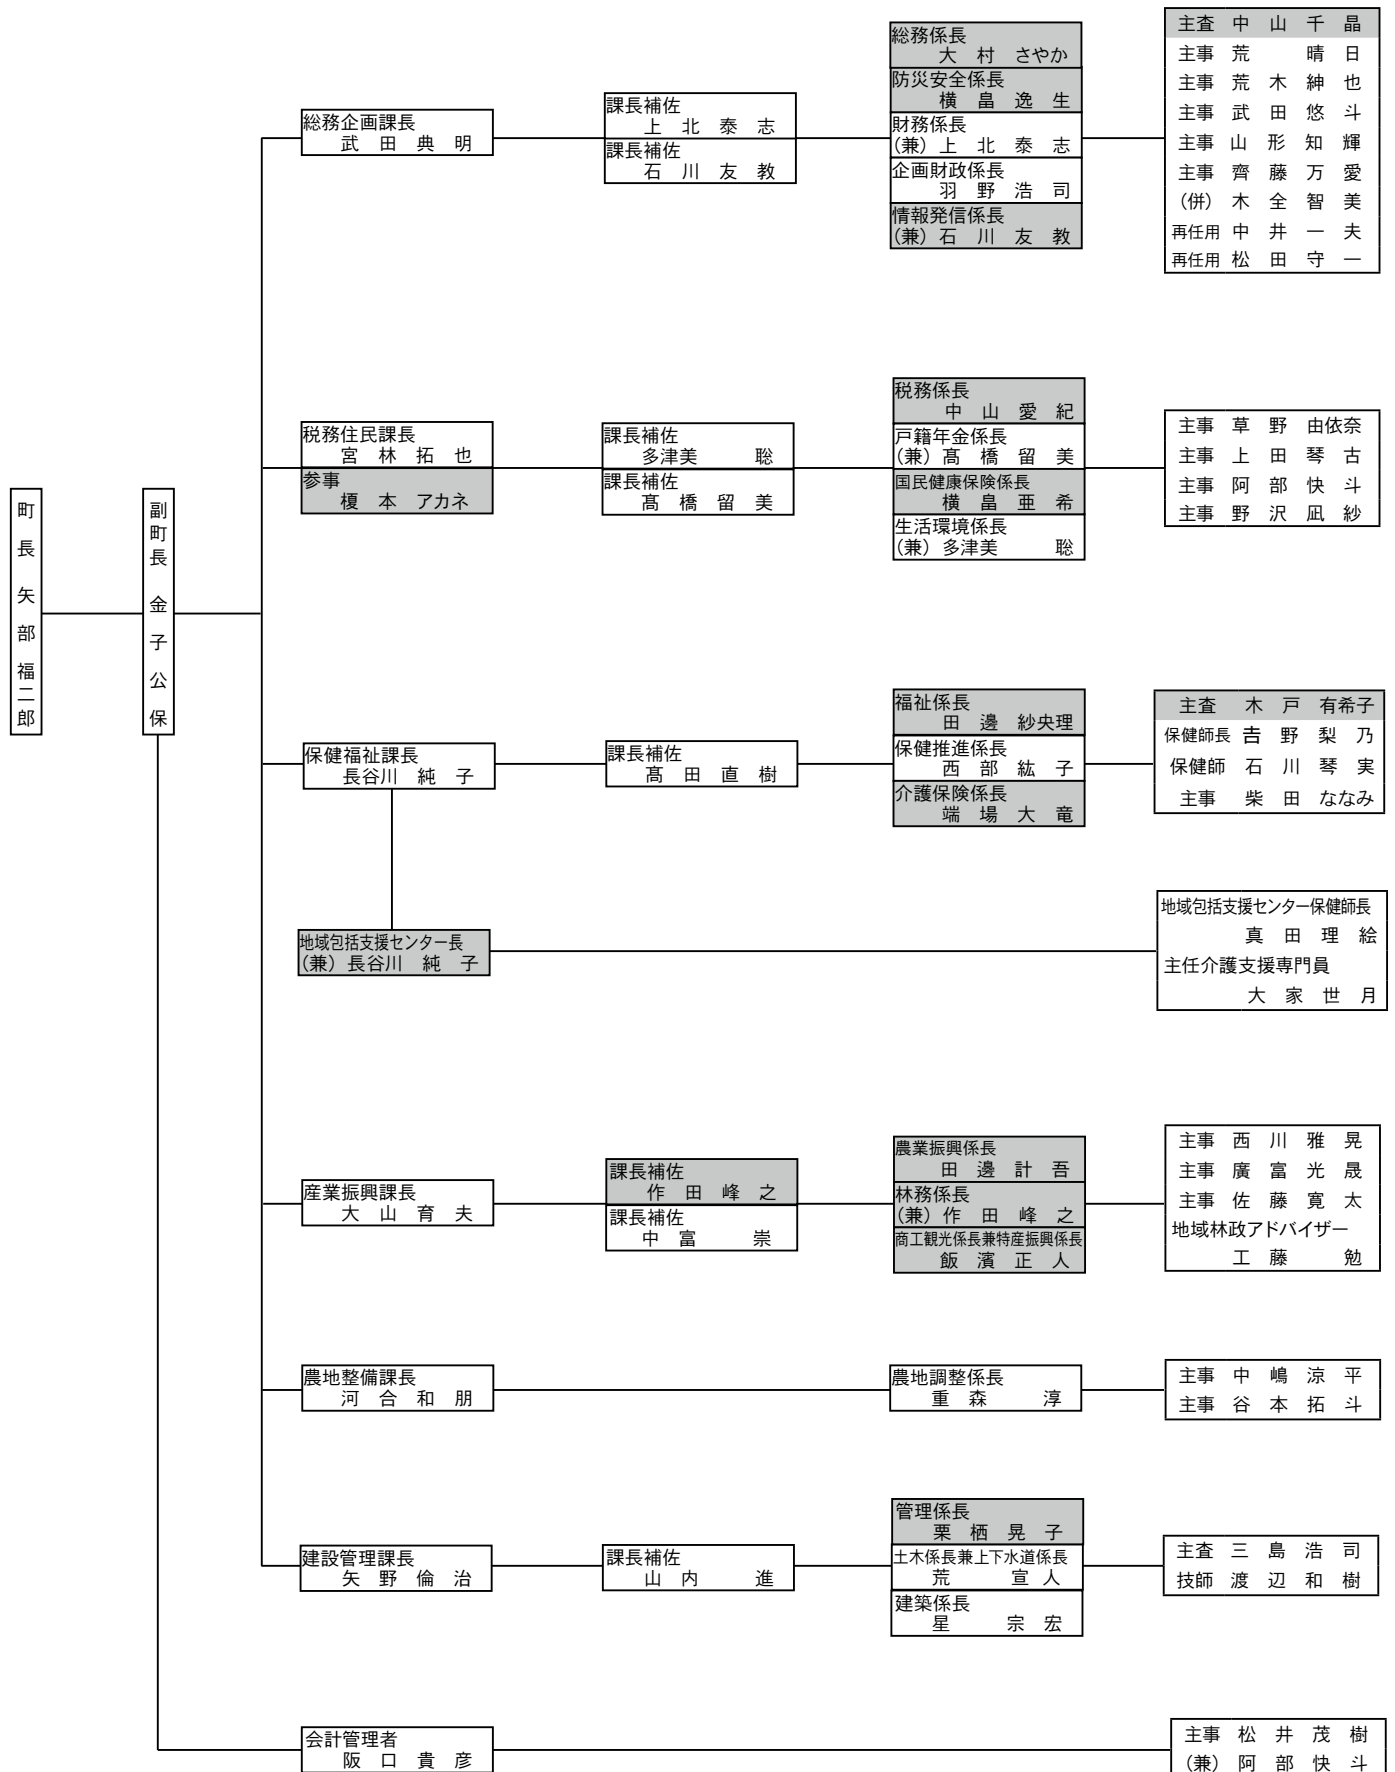 町長 矢部福二郎
副町長 金子公保
総務企画課長
武田典明
課長補佐
上北泰志
課長補佐
石川友教
総務係長
大村さやか
防災安全係長
横畠逸生
財務係長
(兼)上北泰志
企画財政係長
羽野浩司
情報発信係長
(兼)石川友教
主査 中山千晶
主事 荒 晴日
主事 荒木紳也
主事 武田悠斗
主事 山形知輝
主事 齊藤万愛
(併) 木全智美
再任用 中井一夫
再任用 松田守一
税務住民課長
宮林拓也
参事
榎本アカネ
課長補佐
多津美 聡
課長補佐
髙橋留美
税務係長
中山愛紀
戸籍年金係長
(兼)髙橋留美
国民健康保険係長
横畠亜希
生活環境係長
(兼)多津美 聡
主事 草野由依奈
主事 上田琴古
主事 阿部快斗
主事 野沢凪紗
保健福祉課長
長谷川純子
課長補佐
髙田直樹
福祉係長
田邊紗央理
保健推進係長
西部紘子
介護保険係長
端場大竜
主査 木戸有希子
保健師長 𠮷野梨乃
保健師 石川琴実
主事 柴田ななみ
地域包括支援センター長
(兼)長谷川純子
地域包括支援センター保健師長
真田理絵
主任介護支援専門員
大家世月
産業振興課長
大山育夫
課長補佐
作田峰之
課長補佐
中富 崇
農業振興係長
田邊計吾
林務係長
(兼)作田峰之
商工観光係長兼特産振興係長
飯濱正人
主事 西川雅晃
主事 廣富光晟
主事 佐藤寛太
地域林政アドバイザー
工藤 勉
農地整備課長
河合和朋
農地調整係長
重森 淳
主事 中嶋涼平
主事 谷本拓斗
建設管理課長
矢野倫治
課長補佐
山内 進
管理係長
栗栖晃子
土木係長兼上下水道係長
荒 宣人
建築係長
星 宗宏
主査 三島浩司
技師 渡辺和樹
会計管理者
阪口貴彦
主事 松井茂樹
(兼) 阿部快斗